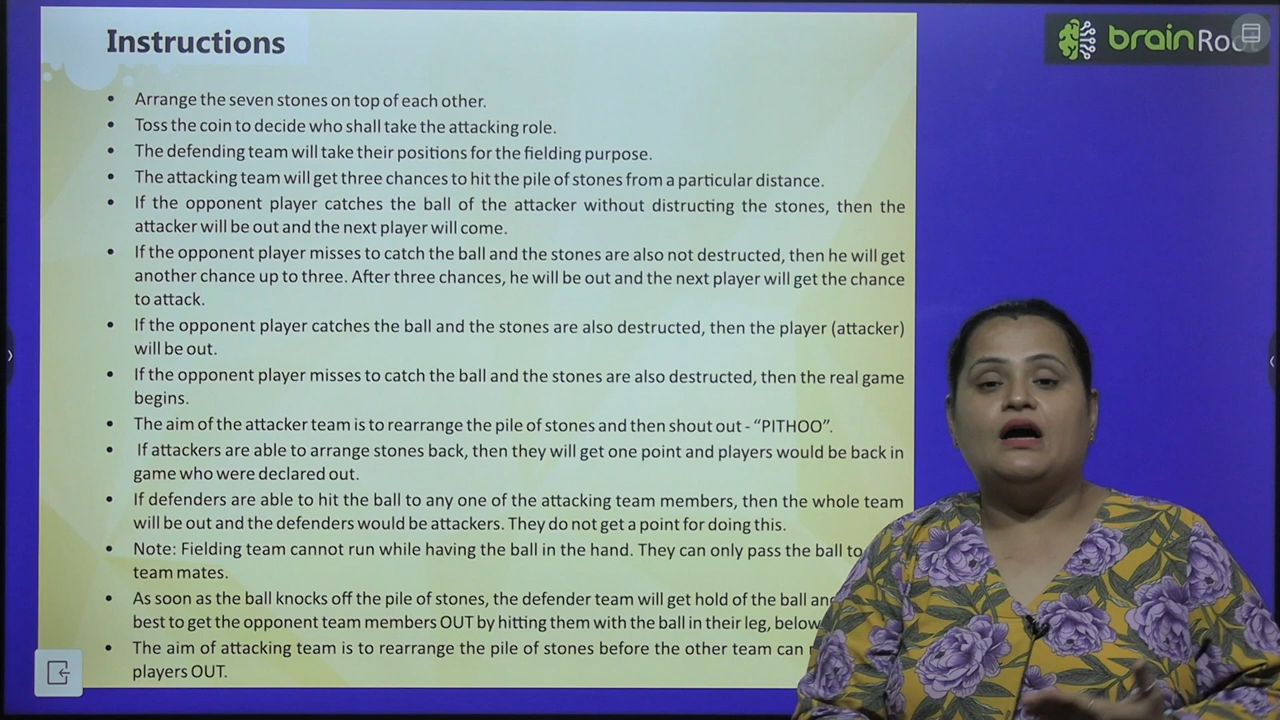 Instructions
brainRoo
• Arrange the seven stones on top of each other.
• Toss the coin to decide who shall take the attacking role.
• The defending team will take their positions for the fielding purpose.
• The attacking team will get three chances to hit the pile of stones from a particular distance.
• If the opponent player catches the ball of the attacker without distructing the stones, then the
attacker will be out and the next player will come.
• If the opponent player misses to catch the ball and the stones are also not destructed, then he will get
another chance up to three. After three chances, he will be out and the next player will get the chance
to attack.
• If the opponent player catches the ball and the stones are also destructed, then the player (attacker)
will be out.
• If the opponent player misses to catch the ball and the stones are also destructed, then the real game
begins.
• The aim of the attacker team is to rearrange the pile of stones and then shout out - “PITHOO”.
• If attackers are able to arrange stones back, then they will get one point and players would be back in
game who were declared out.
• If defenders are able to hit the ball to any one of the attacking team members, then the whole team
will be out and the defenders would be attackers. They do not get a point for doing this.
• Note: Fielding team cannot run while having the ball in the hand. They can only pass the ball to
team mates.
• As soon as the ball knocks off the pile of stones, the defender team will get hold of the ball and
best to get the opponent team members OUT by hitting them with the ball in their leg, below
• The aim of attacking team is to rearrange the pile of stones before the other team can
players OUT.